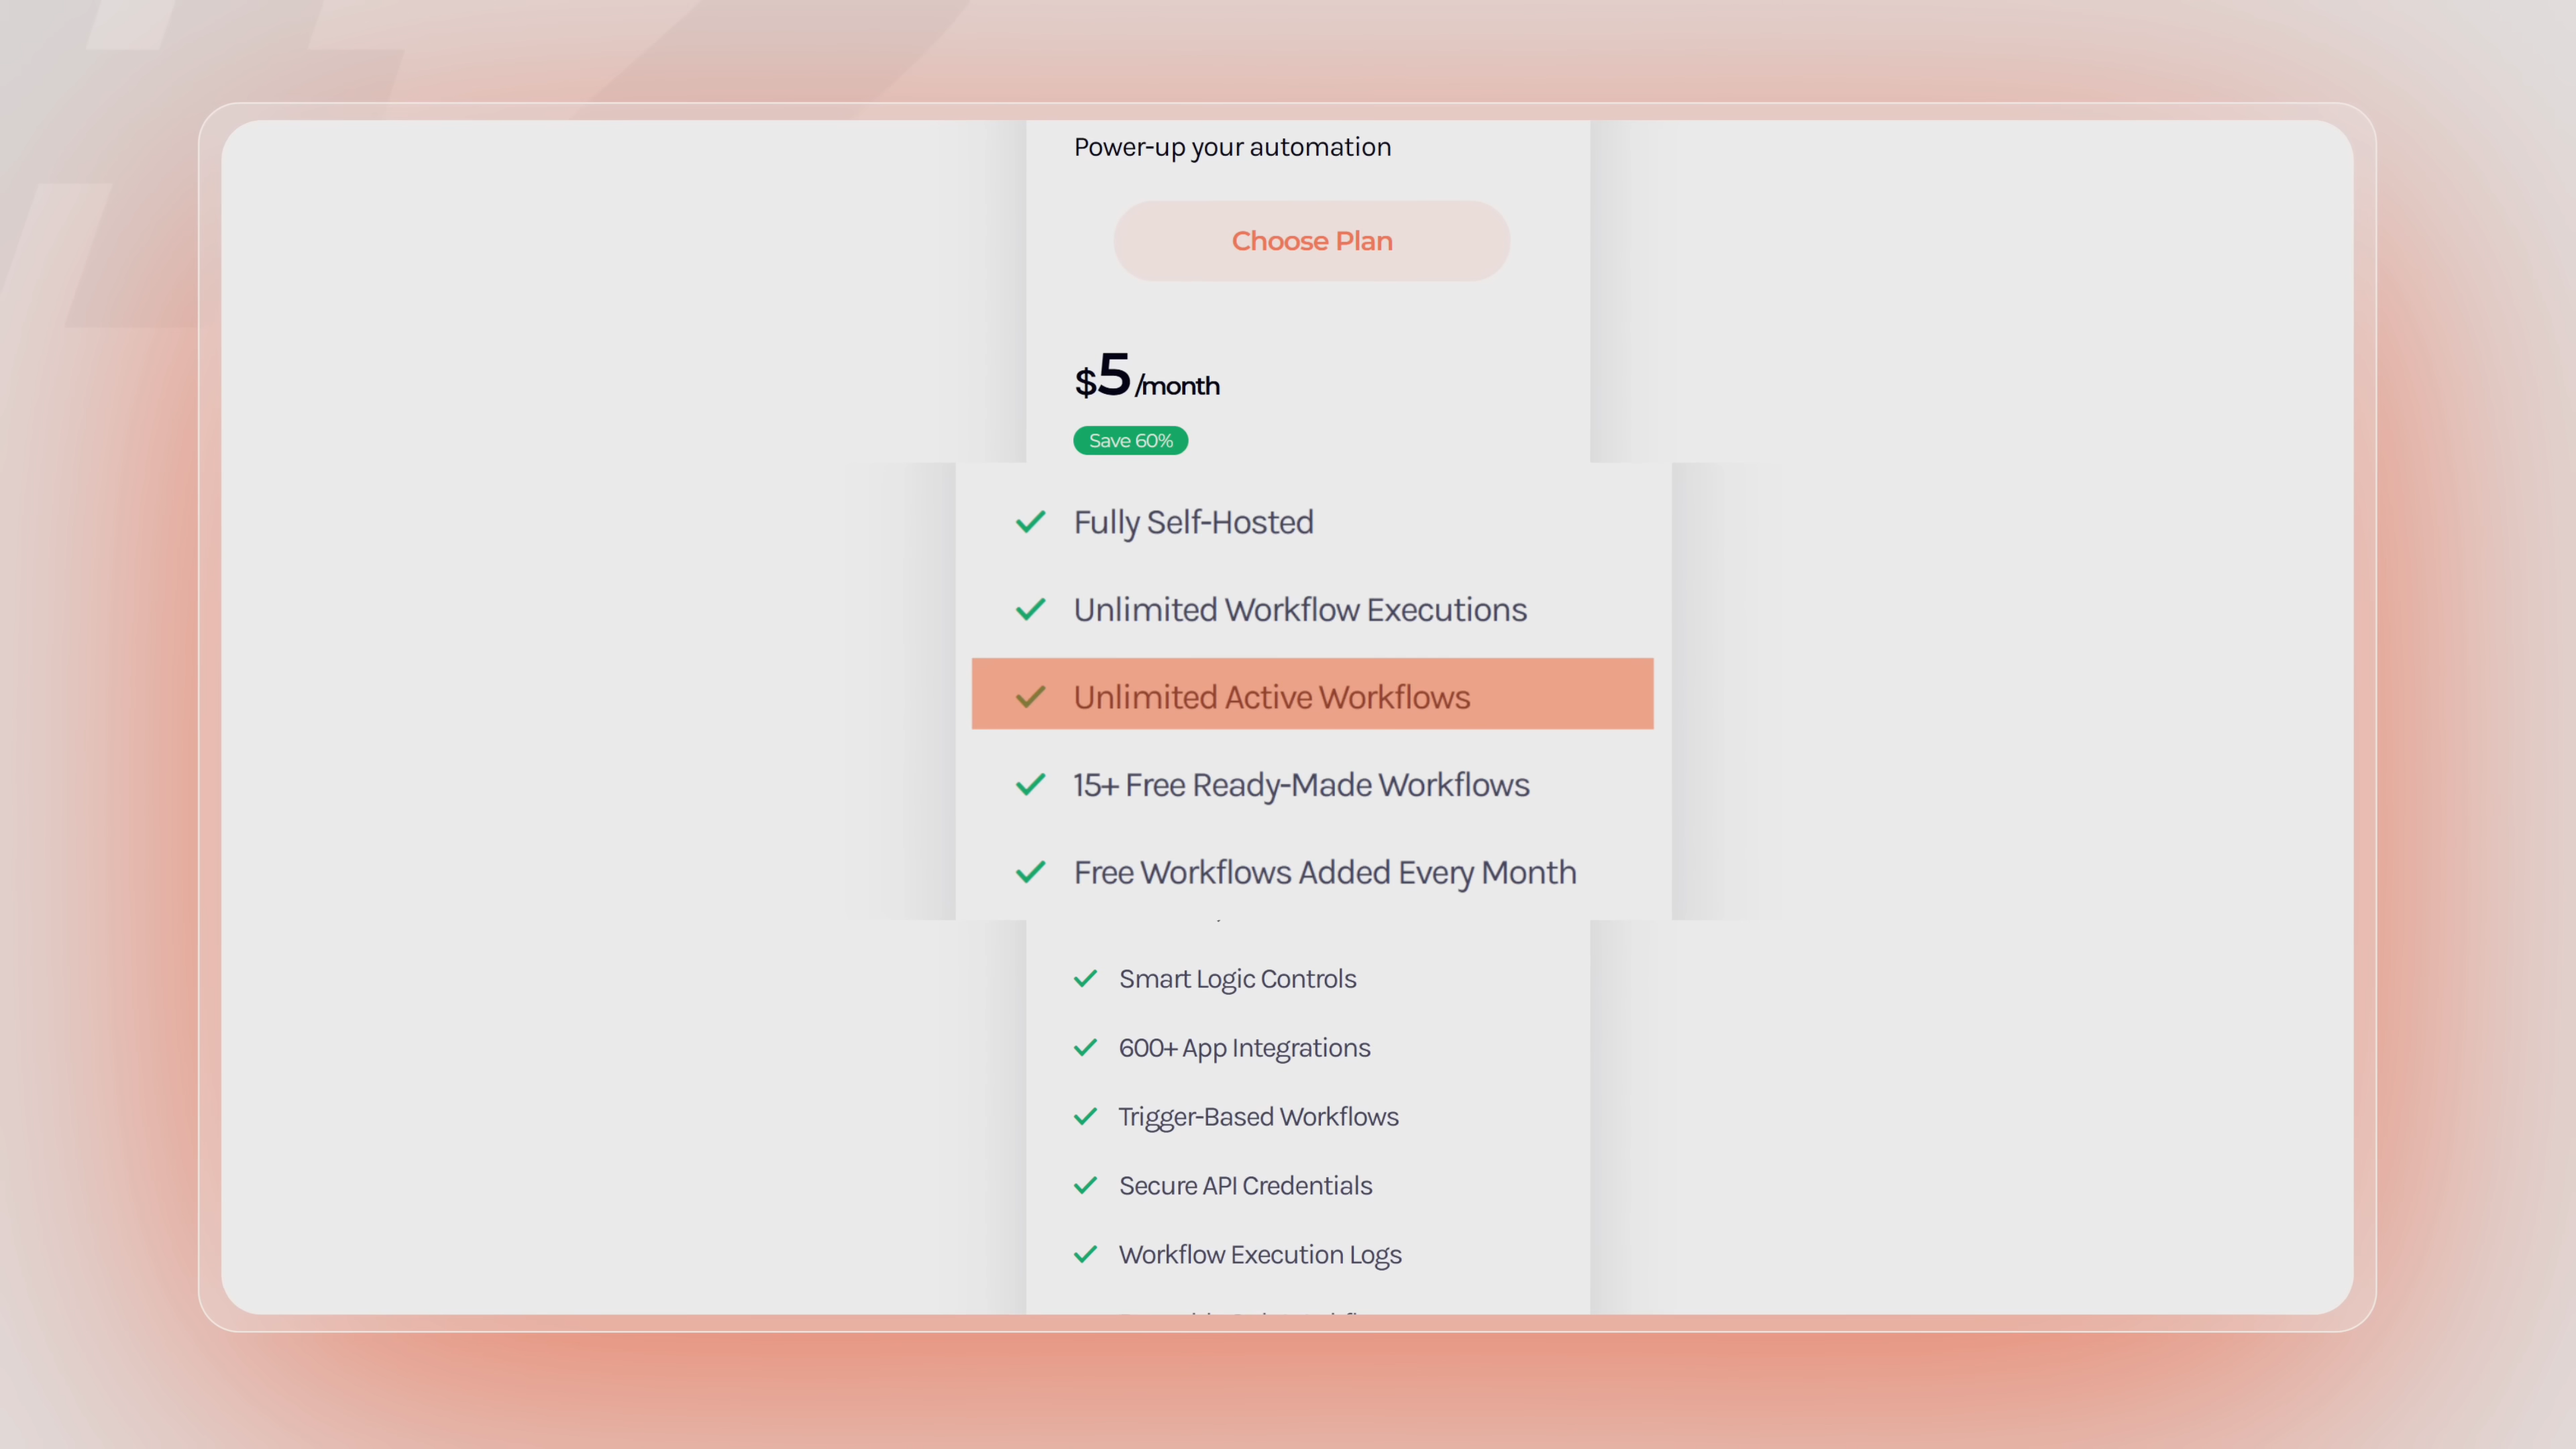 Power-up your automation
Choose Plan
$5 /month
Save 60%
Fully Self-Hosted
Unlimited Workflow Executions
Unlimited Active Workflows
15+ Free Ready-Made Workflows
Free Workflows Added Every Month
Smart Logic Controls
600+ App Integrations
Trigger-Based Workflows
Secure API Credentials
Workflow Execution Logs